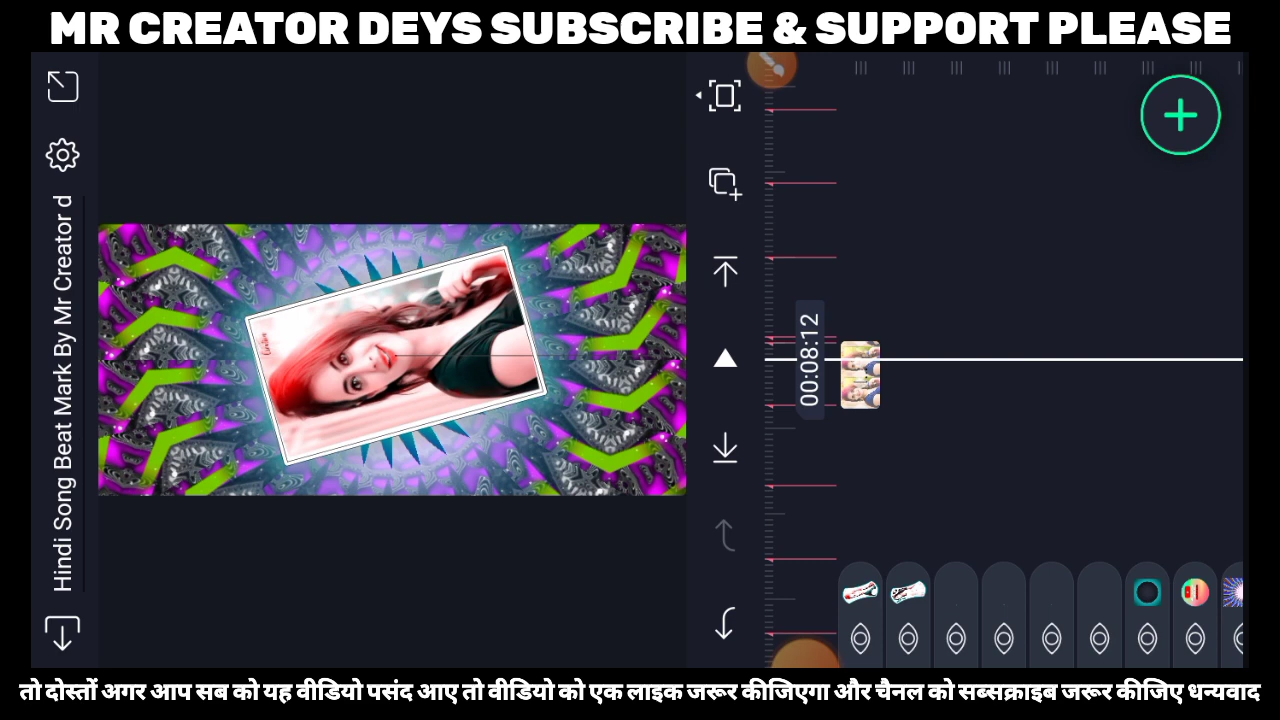 MR CREATOR DEYS SUBSCRIBE & SUPPORT PLEASE
Hindi Song Beat Mark By Mr Creator d
00:08:12
तो दोस्तों अगर आप सब को यह वीडियो पसंद आए तो वीडियो को एक लाइक जरूर कीजिएगा और चैनल को सब्सक्राइब जरूर कीजिए धन्यवाद